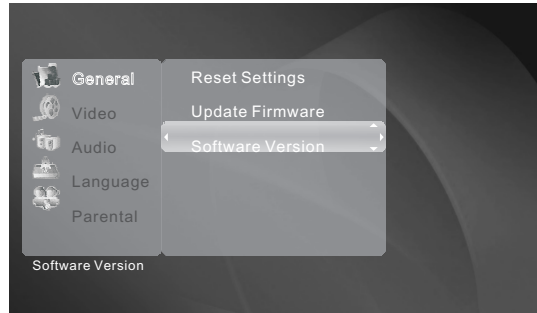 General
Video
Audio
Language
Parental
Reset Settings
Update Firmware
Software Version
Software Version